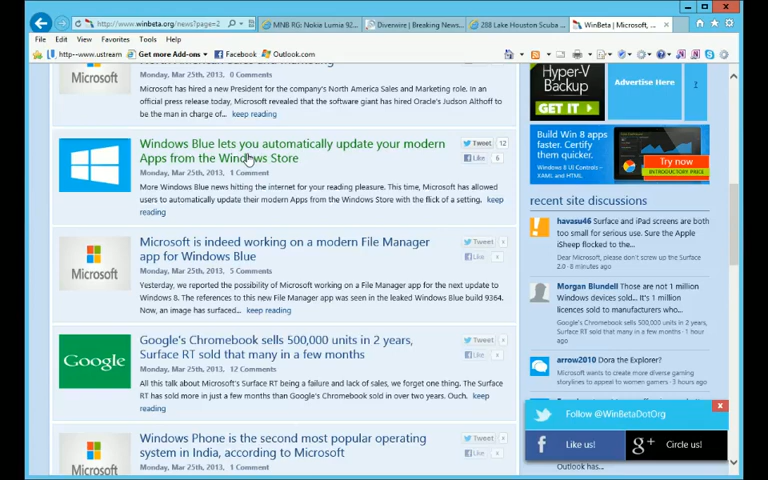 http://www.winbeta.org/news?page=2
MNB RG: Nokia Lumia 92...
Diverwire | Breaking News...
288 Lake Houston Scuba ...
WinBeta | Microsoft, ...
File Edit View Favorites Tools Help
http--www.ustream
Get more Add-ons
Facebook
Outlook.com
Microsoft
Monday, Mar 25th, 2013, 0 Comments
Microsoft has hired a new President for the company's North America Sales and Marketing role. In an
official press release today, Microsoft revealed that the software giant has hired Oracle's Judson Althoff to
be in charge of... keep reading
Windows Blue lets you automatically update your modern
Apps from the Windows Store
Monday, Mar 25th, 2013, 1 Comment
More Windows Blue news hitting the internet for your reading pleasure. This time, Microsoft has allowed
users to automatically update their modern Apps from the Windows Store with the flick of a setting. keep
reading
Tweet 12
Like 6
Microsoft
Microsoft is indeed working on a modern File Manager
app for Windows Blue
Monday, Mar 25th, 2013, 5 Comments
Yesterday, we reported the possibility of Microsoft working on a File Manager app for the next update to
Windows 8. The references to this new File Manager app was seen in the leaked Windows Blue build 9364.
Now, an image has surfaced... keep reading
Tweet x
Like x
Google
Google's Chromebook sells 500,000 units in 2 years,
Surface RT sold that many in a few months
Monday, Mar 25th, 2013, 12 Comments
All this talk about Microsoft's Surface RT being a failure and lack of sales, we forget one thing. The Surface
RT has sold more in just a few months than Google's Chromebook sold in over two years. Ouch. keep
reading
Tweet x
Like x
Microsoft
Windows Phone is the second most popular operating
system in India, according to Microsoft
Monday, Mar 25th, 2013, 1 Comment
Tweet x
Like x
Hyper-V
Backup
GET IT
Advertise Here
?
Build Win 8 apps
faster. Certify
them quicker.
Windows 8 UI Controls -
XAML and HTML
Try now
INTRODUCTORY PRICE
recent site discussions
havasu46 Surface and iPad screens are both
too small for serious use. Sure the Apple
iSheep flocked to the...
Dear Microsoft, please don't screw up the Surface
2.0 - 8 minutes ago
Morgan Blundell Those are not 1 million
Windows devices sold... It's 1 million
licences sold to manufacturers who...
Google's Chromebook sells 500,000 units in 2 years,
Surface RT sold that many in a few months - 1 hour
ago
arrow2010 Dora the Explorer?
Microsoft wants to create more diverse gaming
storylines to appeal to women gamers - 3 hours ago
Follow @WinBetaDotOrg
Like us!
Circle us!
Outlook has...